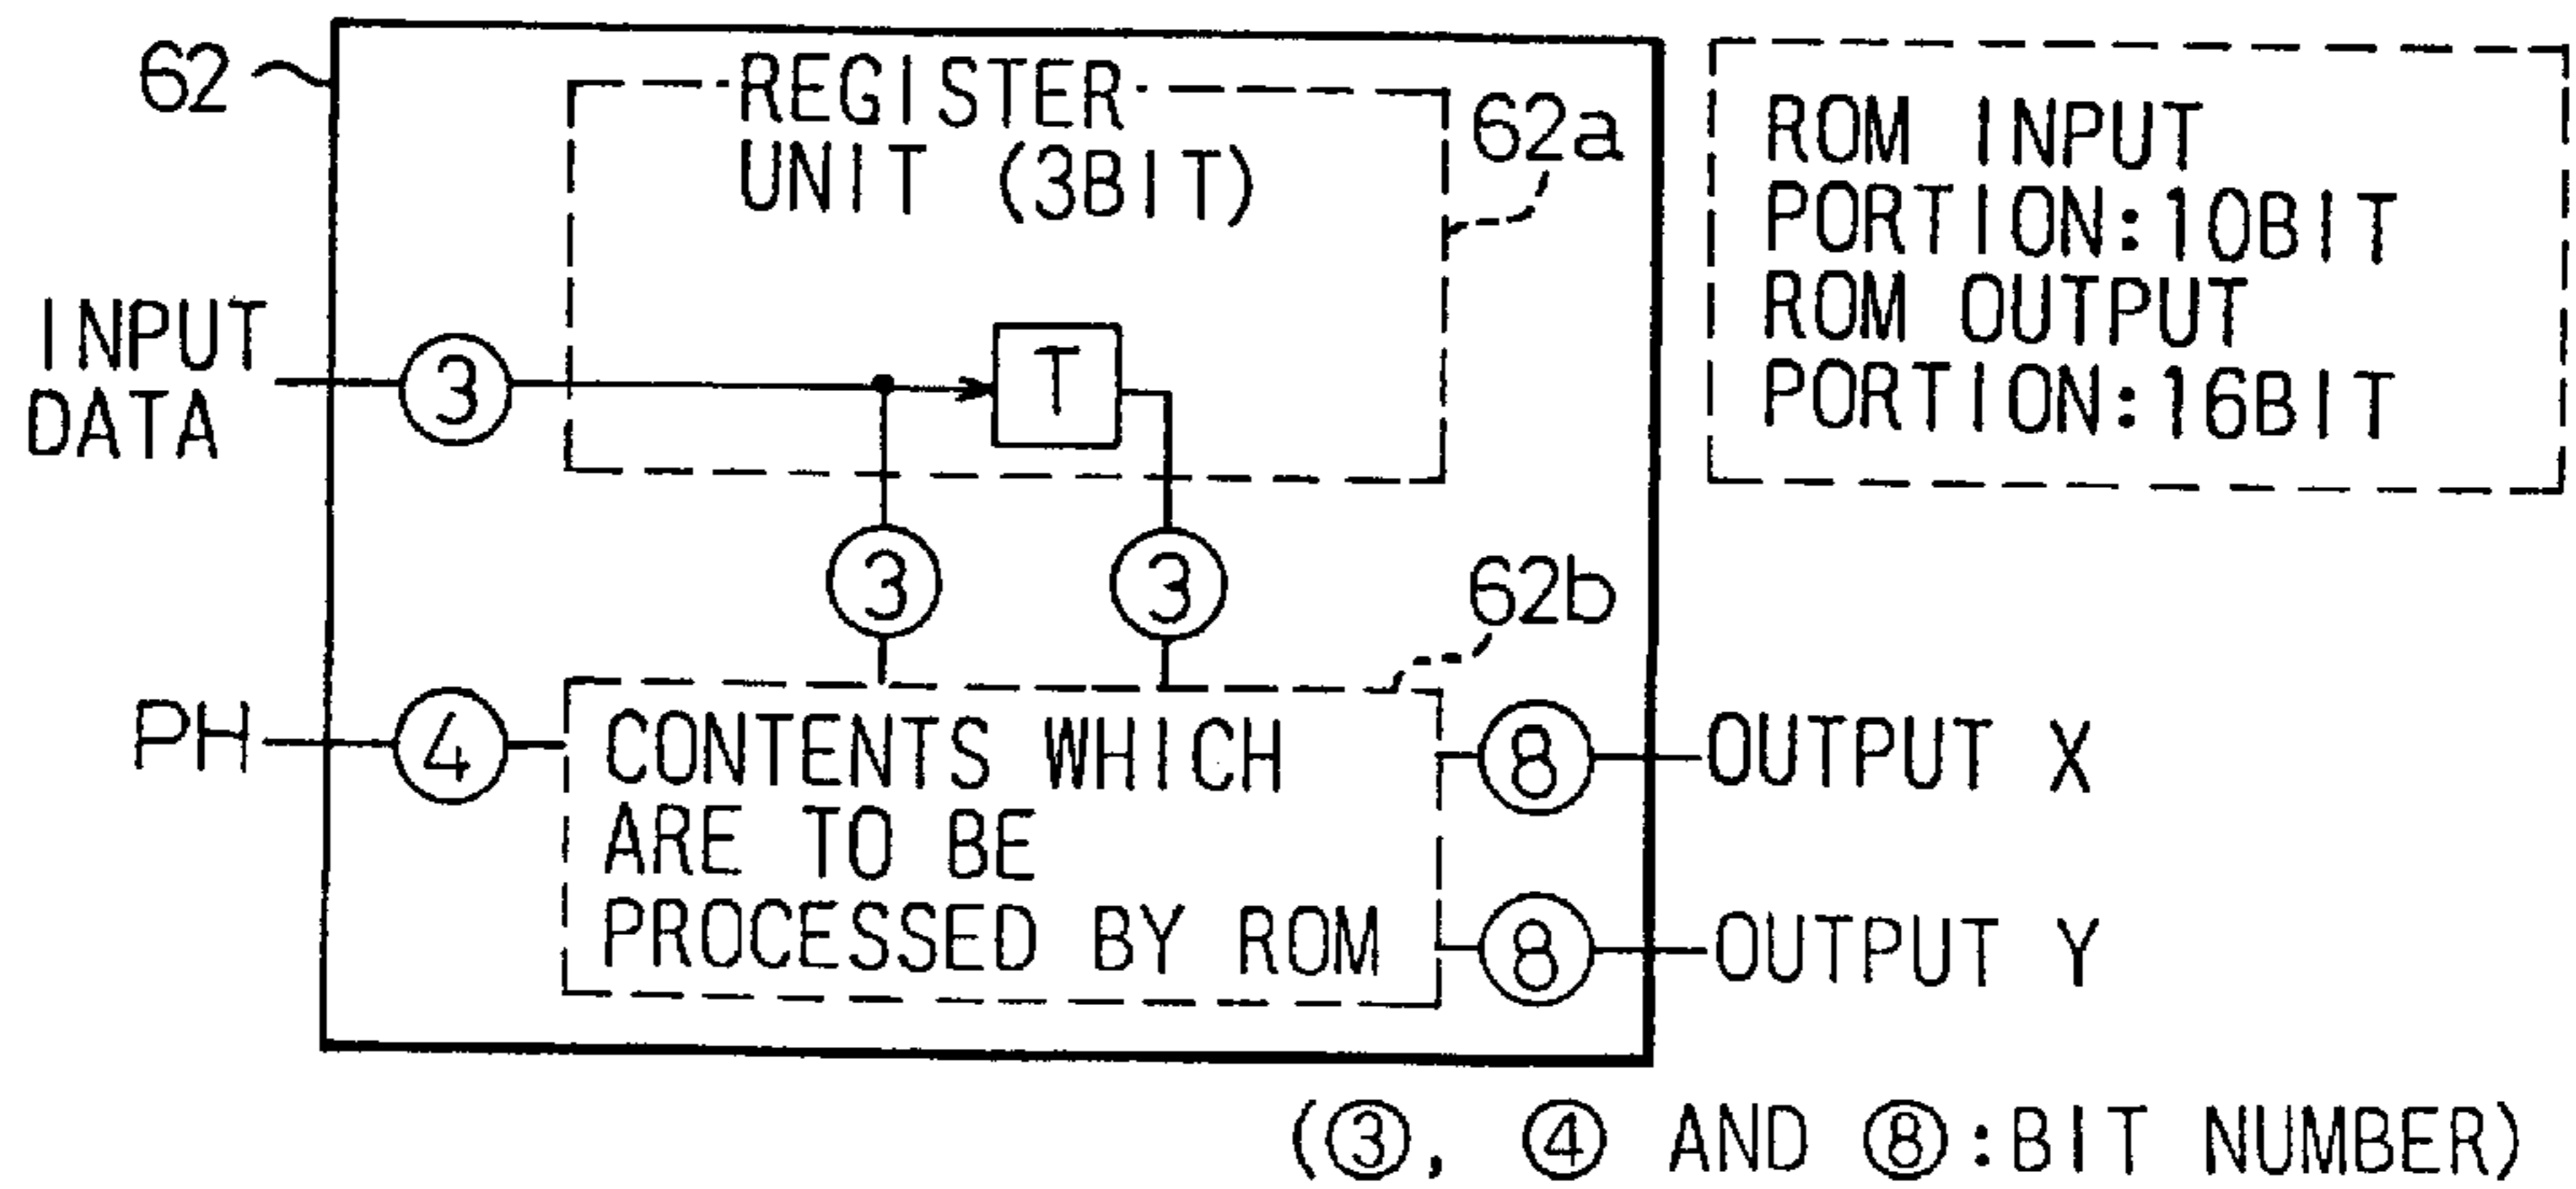 62
REGISTER
UNIT (3BIT)
62a
ROM INPUT
PORTION:10BIT
ROM OUTPUT
PORTION:16BIT
INPUT
DATA
③
T
③
③
62b
PH
④
CONTENTS WHICH
ARE TO BE
PROCESSED BY ROM
⑧
OUTPUT X
⑧
OUTPUT Y
(③, ④ AND ⑧:BIT NUMBER)